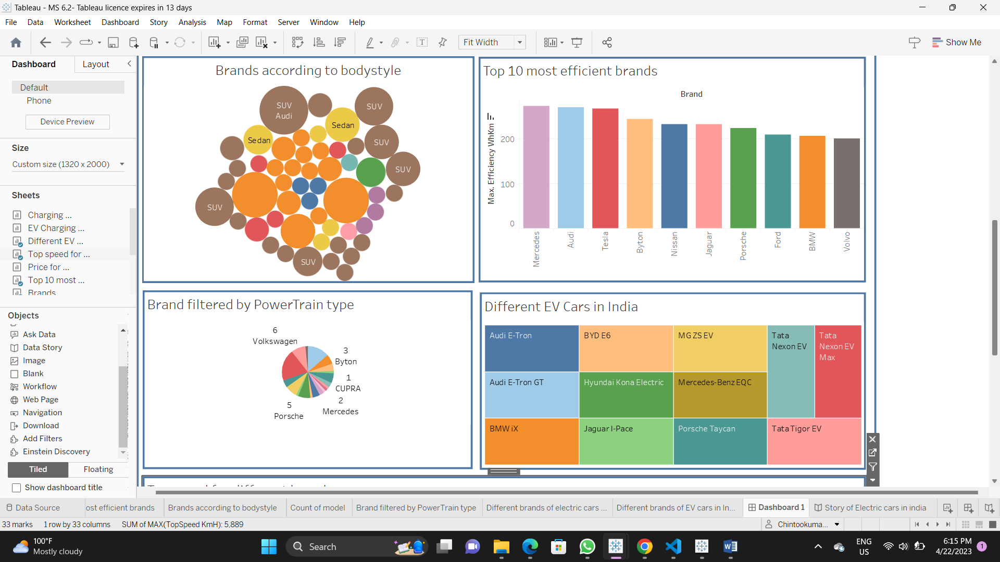 Tableau - MS 6.2- Tableau licence expires in 13 days
File Data Worksheet Dashboard Story Analysis Map Format Server Window Help
Fit Width
Show Me
Dashboard Layout
Default
Phone
Device Preview
Size
Custom size (1320 x 2000)
Sheets
Charging ...
EV Charging ...
Different EV ...
Top speed for ...
Price for ...
Top 10 most ...
Brands
Objects
Ask Data
Data Story
Image
Blank
Workflow
Web Page
Navigation
Download
Add Filters
Einstein Discovery
Tiled Floating
Show dashboard title
Brands according to bodystyle
SUV
Audi
SUV
Sedan
Sedan
SUV
SUV
SUV
SUV
Top 10 most efficient brands
Brand
Max. Efficiency WhKm
200
100
0
Mercedes
Audi
Tesla
Byton
Nissan
Jaguar
Porsche
Ford
BMW
Volvo
Brand filtered by PowerTrain type
6
Volkswagen
3
Byton
1
CUPRA
2
Mercedes
5
Porsche
Different EV Cars in India
Audi E-Tron
BYD E6
MG ZS EV
Tata
Nexon EV
Tata
Nexon EV
Max
Audi E-Tron GT
Hyundai Kona Electric
Mercedes-Benz EQC
BMW iX
Jaguar I-Pace
Porsche Taycan
Tata Tigor EV
Data Source
ost efficient brands
Brands according to bodystyle
Count of model
Brand filtered by PowerTrain type
Different brands of electric cars ...
Different brands of EV cars in In...
Dashboard 1
Story of Electric cars in india
33 marks 1 row by 33 columns SUM of MAX(TopSpeed KmH): 5,889
Chintookuma...
100°F
Mostly cloudy
Search
ENG
US
6:15 PM
4/22/2023
1